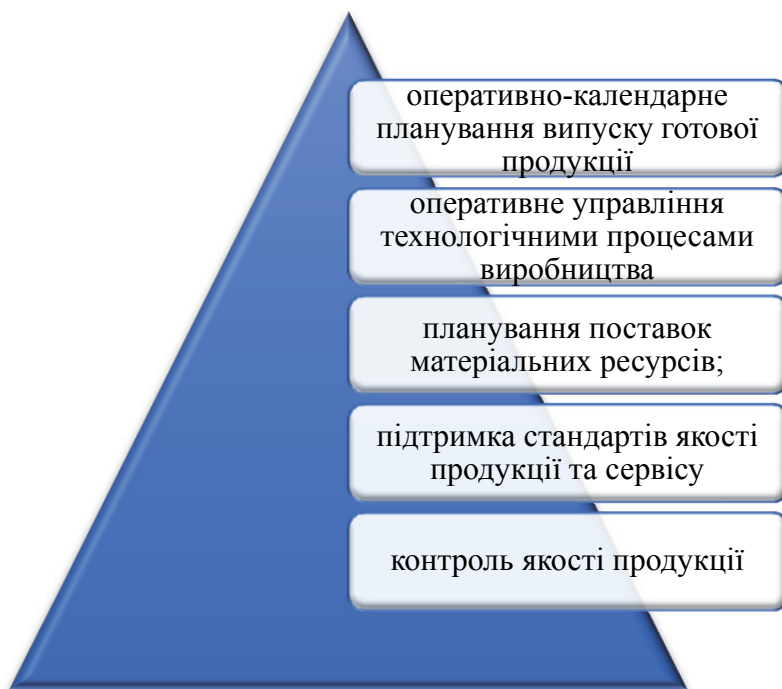 оперативно-календарне
планування випуску готової
продукції
оперативне управління
технологічними процесами
виробництва
планування поставок
матеріальних ресурсів;
підтримка стандартів якості
продукції та сервісу
контроль якості продукції